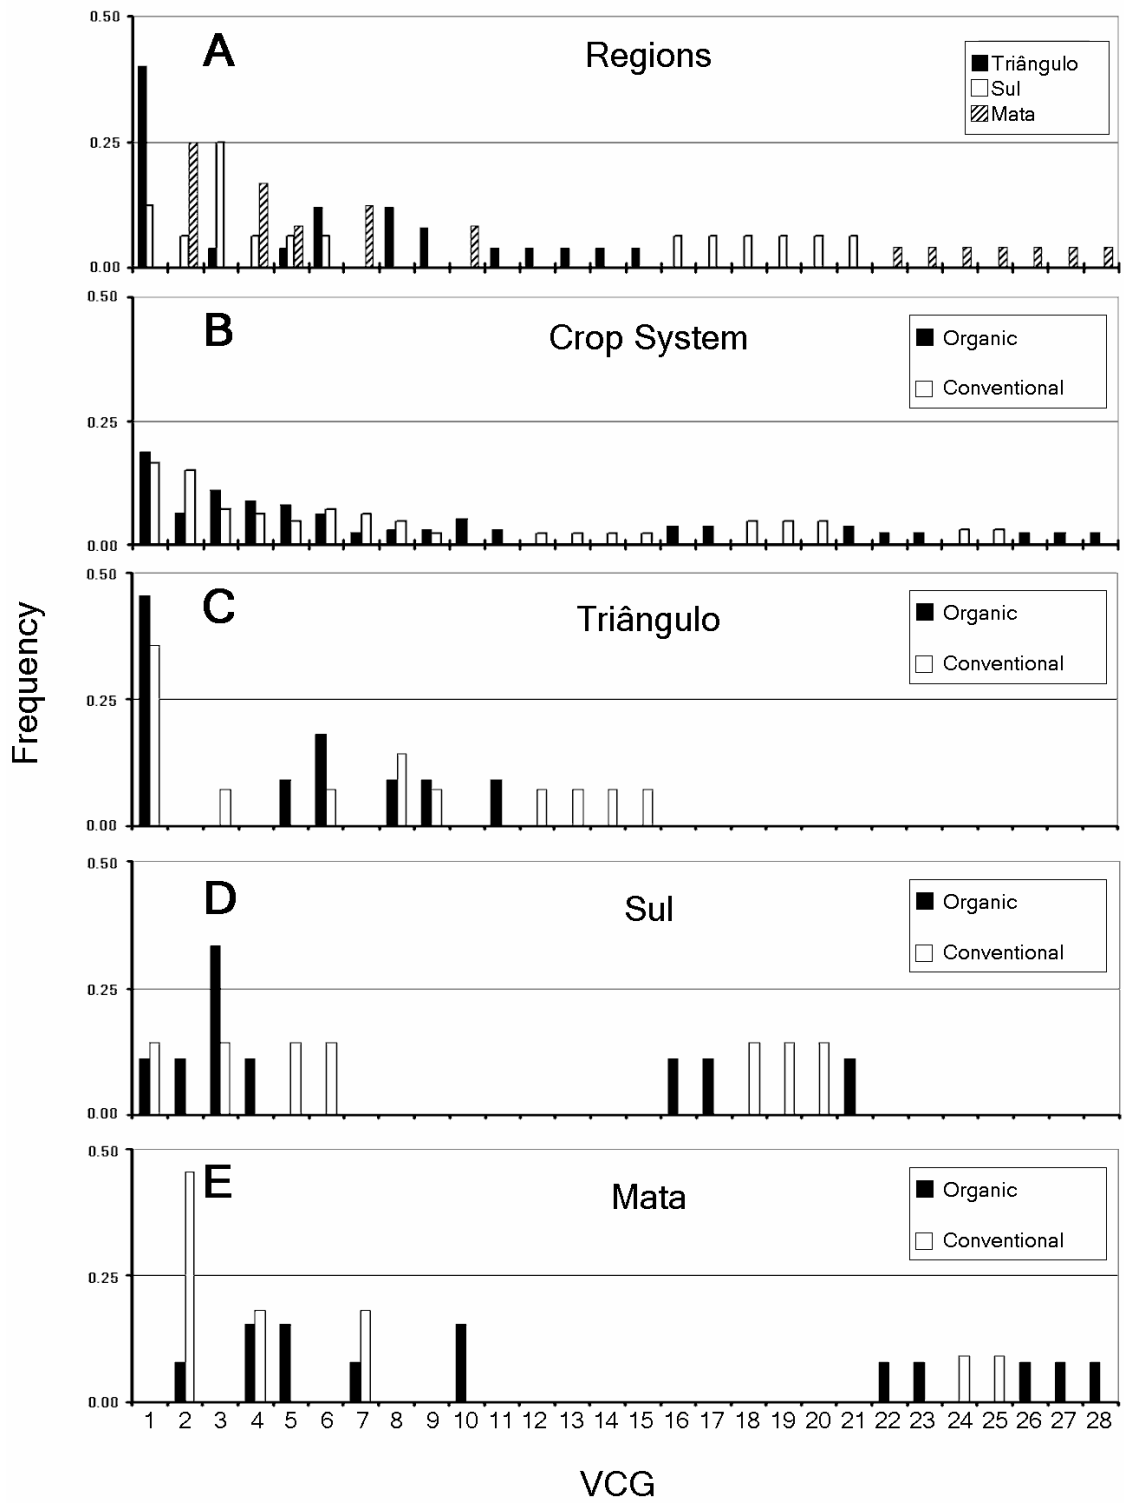 0.50
A
Regions
Triângulo
Sul
Mata
0.25
0.00
0.50
B
Crop System
Organic
Conventional
0.25
0.00
0.50
C
Triângulo
Organic
Conventional
0.25
0.00
Frequency
0.50
D
Sul
Organic
Conventional
0.25
0.00
0.50
E
Mata
Organic
Conventional
0.25
0.00
1 2 3 4 5 6 7 8 9 10 11 12 13 14 15 16 17 18 19 20 21 22 23 24 25 26 27 28
VCG